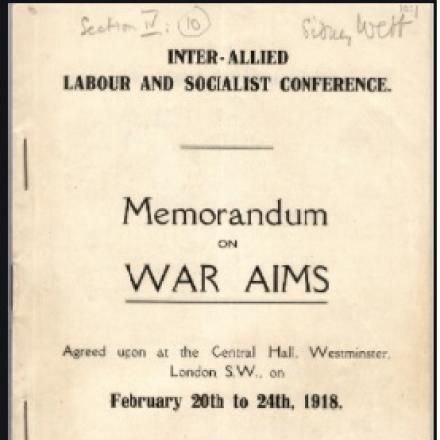 Section IV: 10
Sidney Webb
INTER-ALLIED
LABOUR AND SOCIALIST CONFERENCE.
Memorandum
ON
WAR AIMS
Agreed upon at the Central Hall, Westminster,
London S.W., on
February 20th to 24th, 1918.